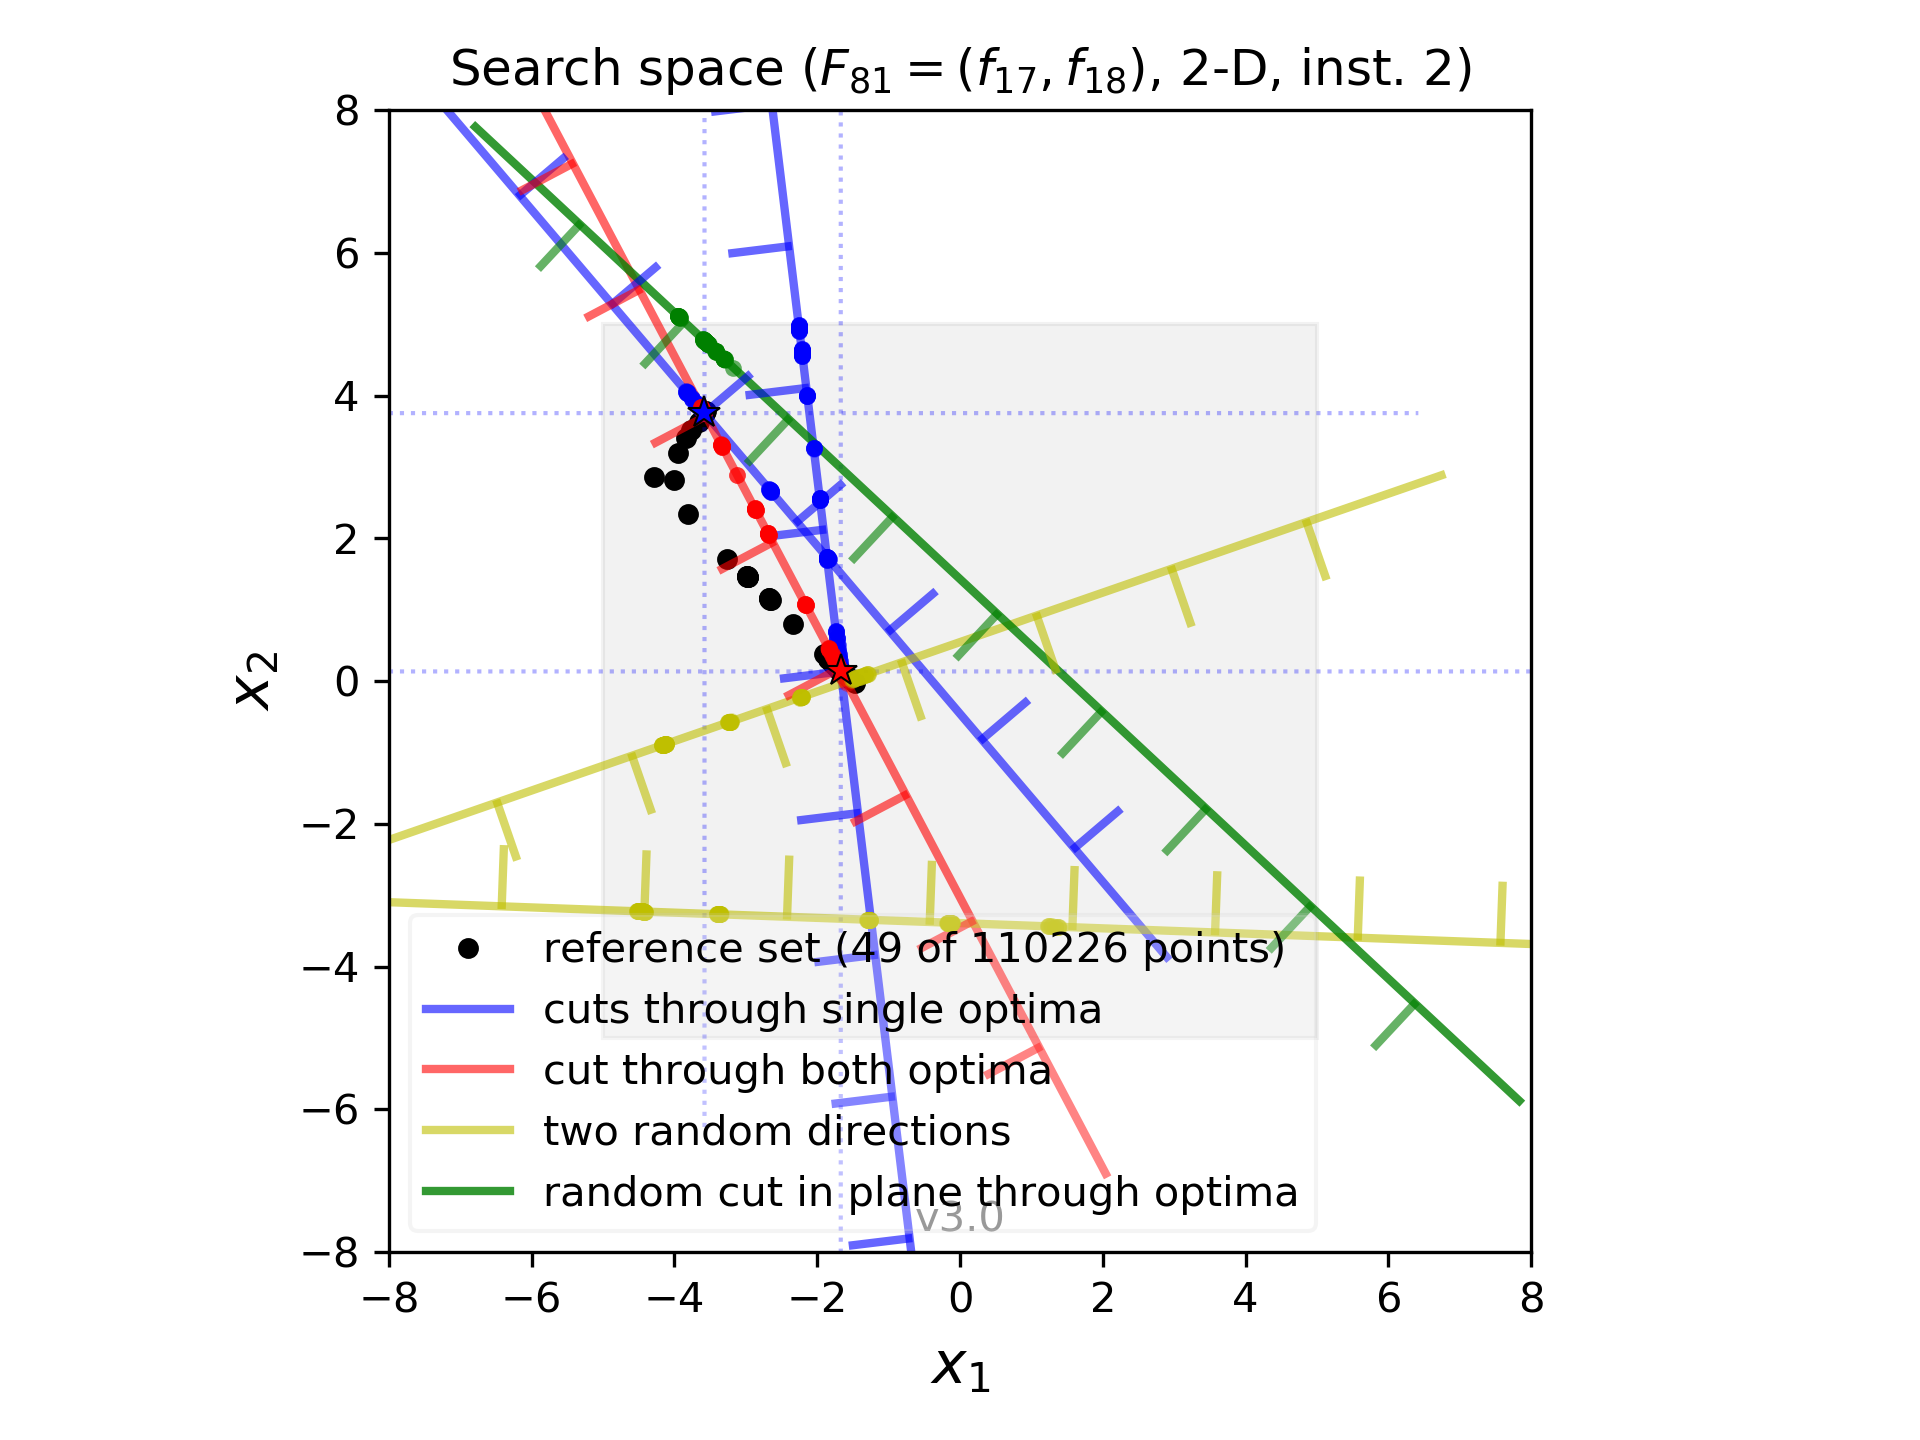 Search space (F81 = (f17, f18), 2-D, inst. 2)
8
6
4
2
0
−2
−4
−6
−8
x2
reference set (49 of 110226 points)
cuts through single optima
cut through both optima
two random directions
random cut in plane through optima
v3.0
−8 −6 −4 −2 0 2 4 6 8
x1